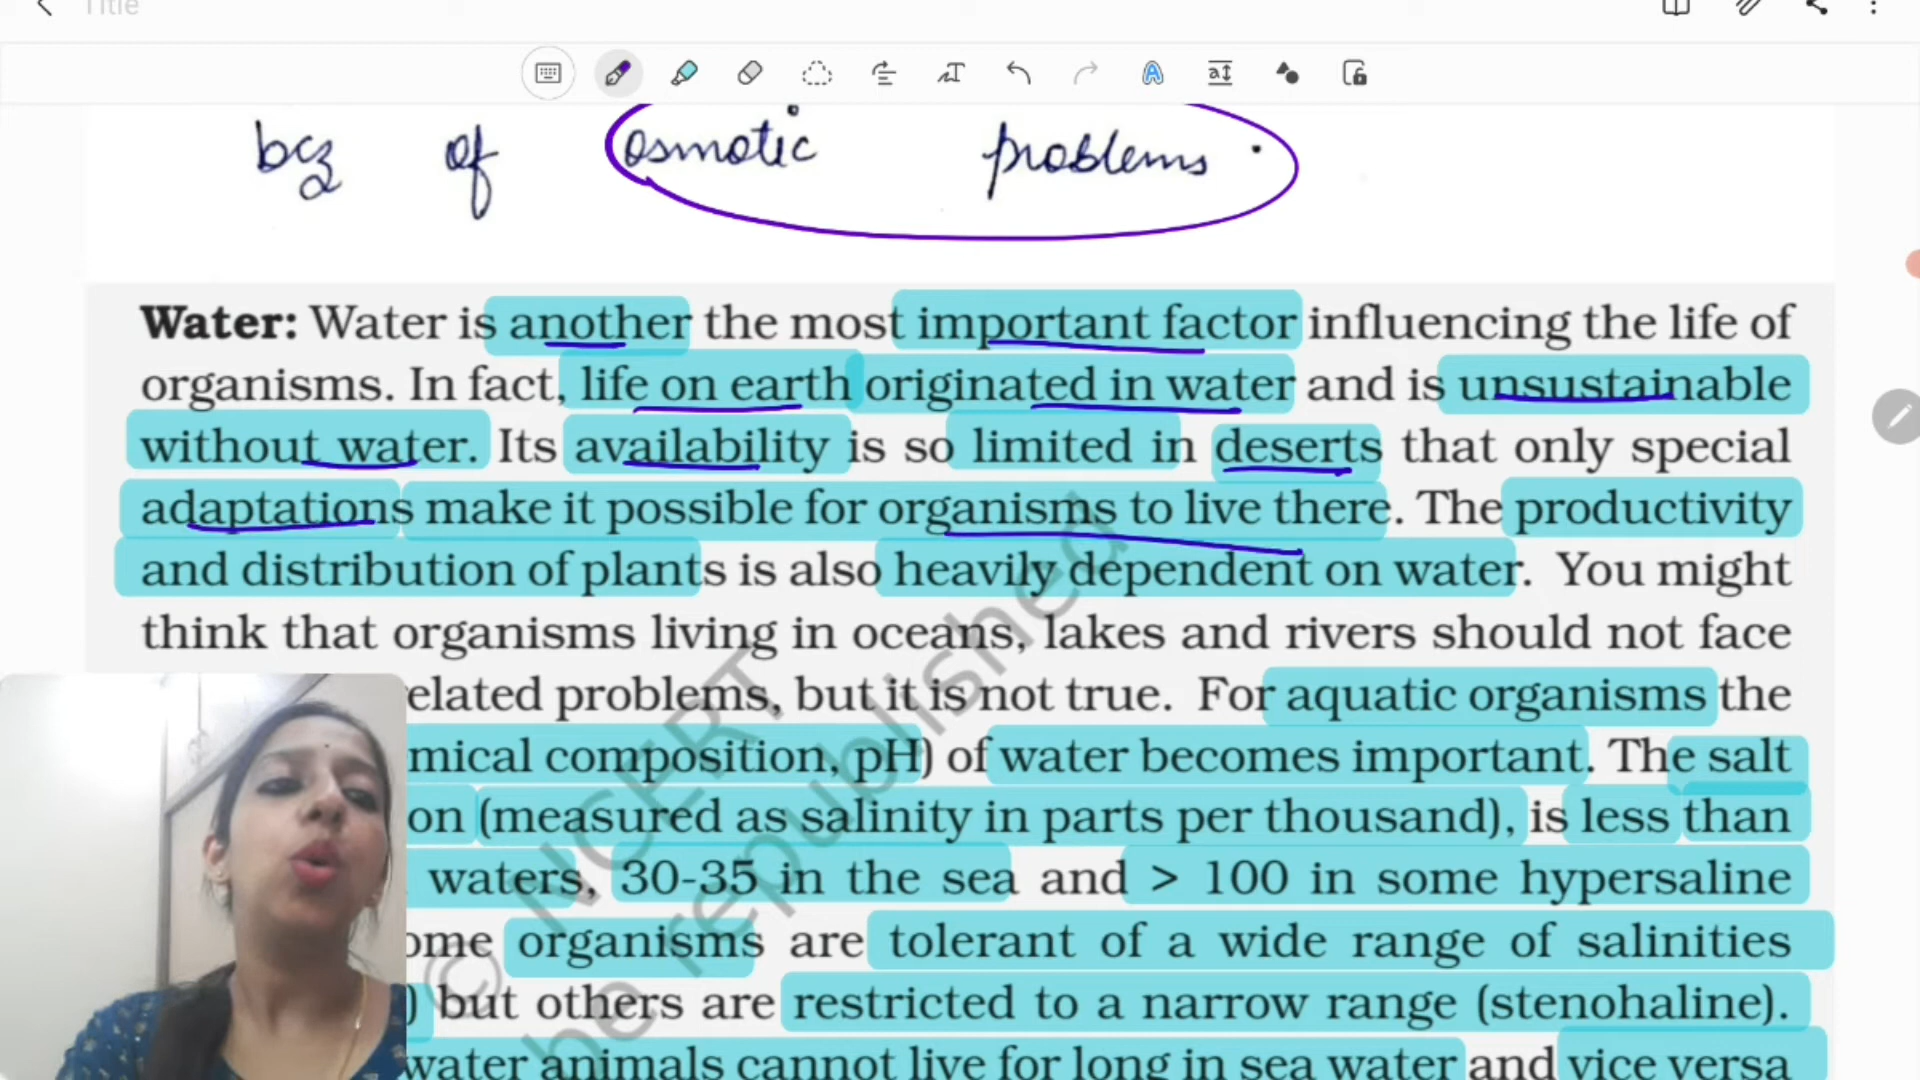 Title
bcz of osmotic problems.
Water: Water is another the most important factor influencing the life of
organisms. In fact, life on earth originated in water and is unsustainable
without water. Its availability is so limited in deserts that only special
adaptations make it possible for organisms to live there. The productivity
and distribution of plants is also heavily dependent on water. You might
think that organisms living in oceans, lakes and rivers should not face
elated problems, but it is not true. For aquatic organisms the
mical composition, pH) of water becomes important. The salt
on (measured as salinity in parts per thousand), is less than
waters, 30-35 in the sea and > 100 in some hypersaline
ome organisms are tolerant of a wide range of salinities
) but others are restricted to a narrow range (stenohaline).
water animals cannot live for long in sea water and vice versa
© NCERT
be republished